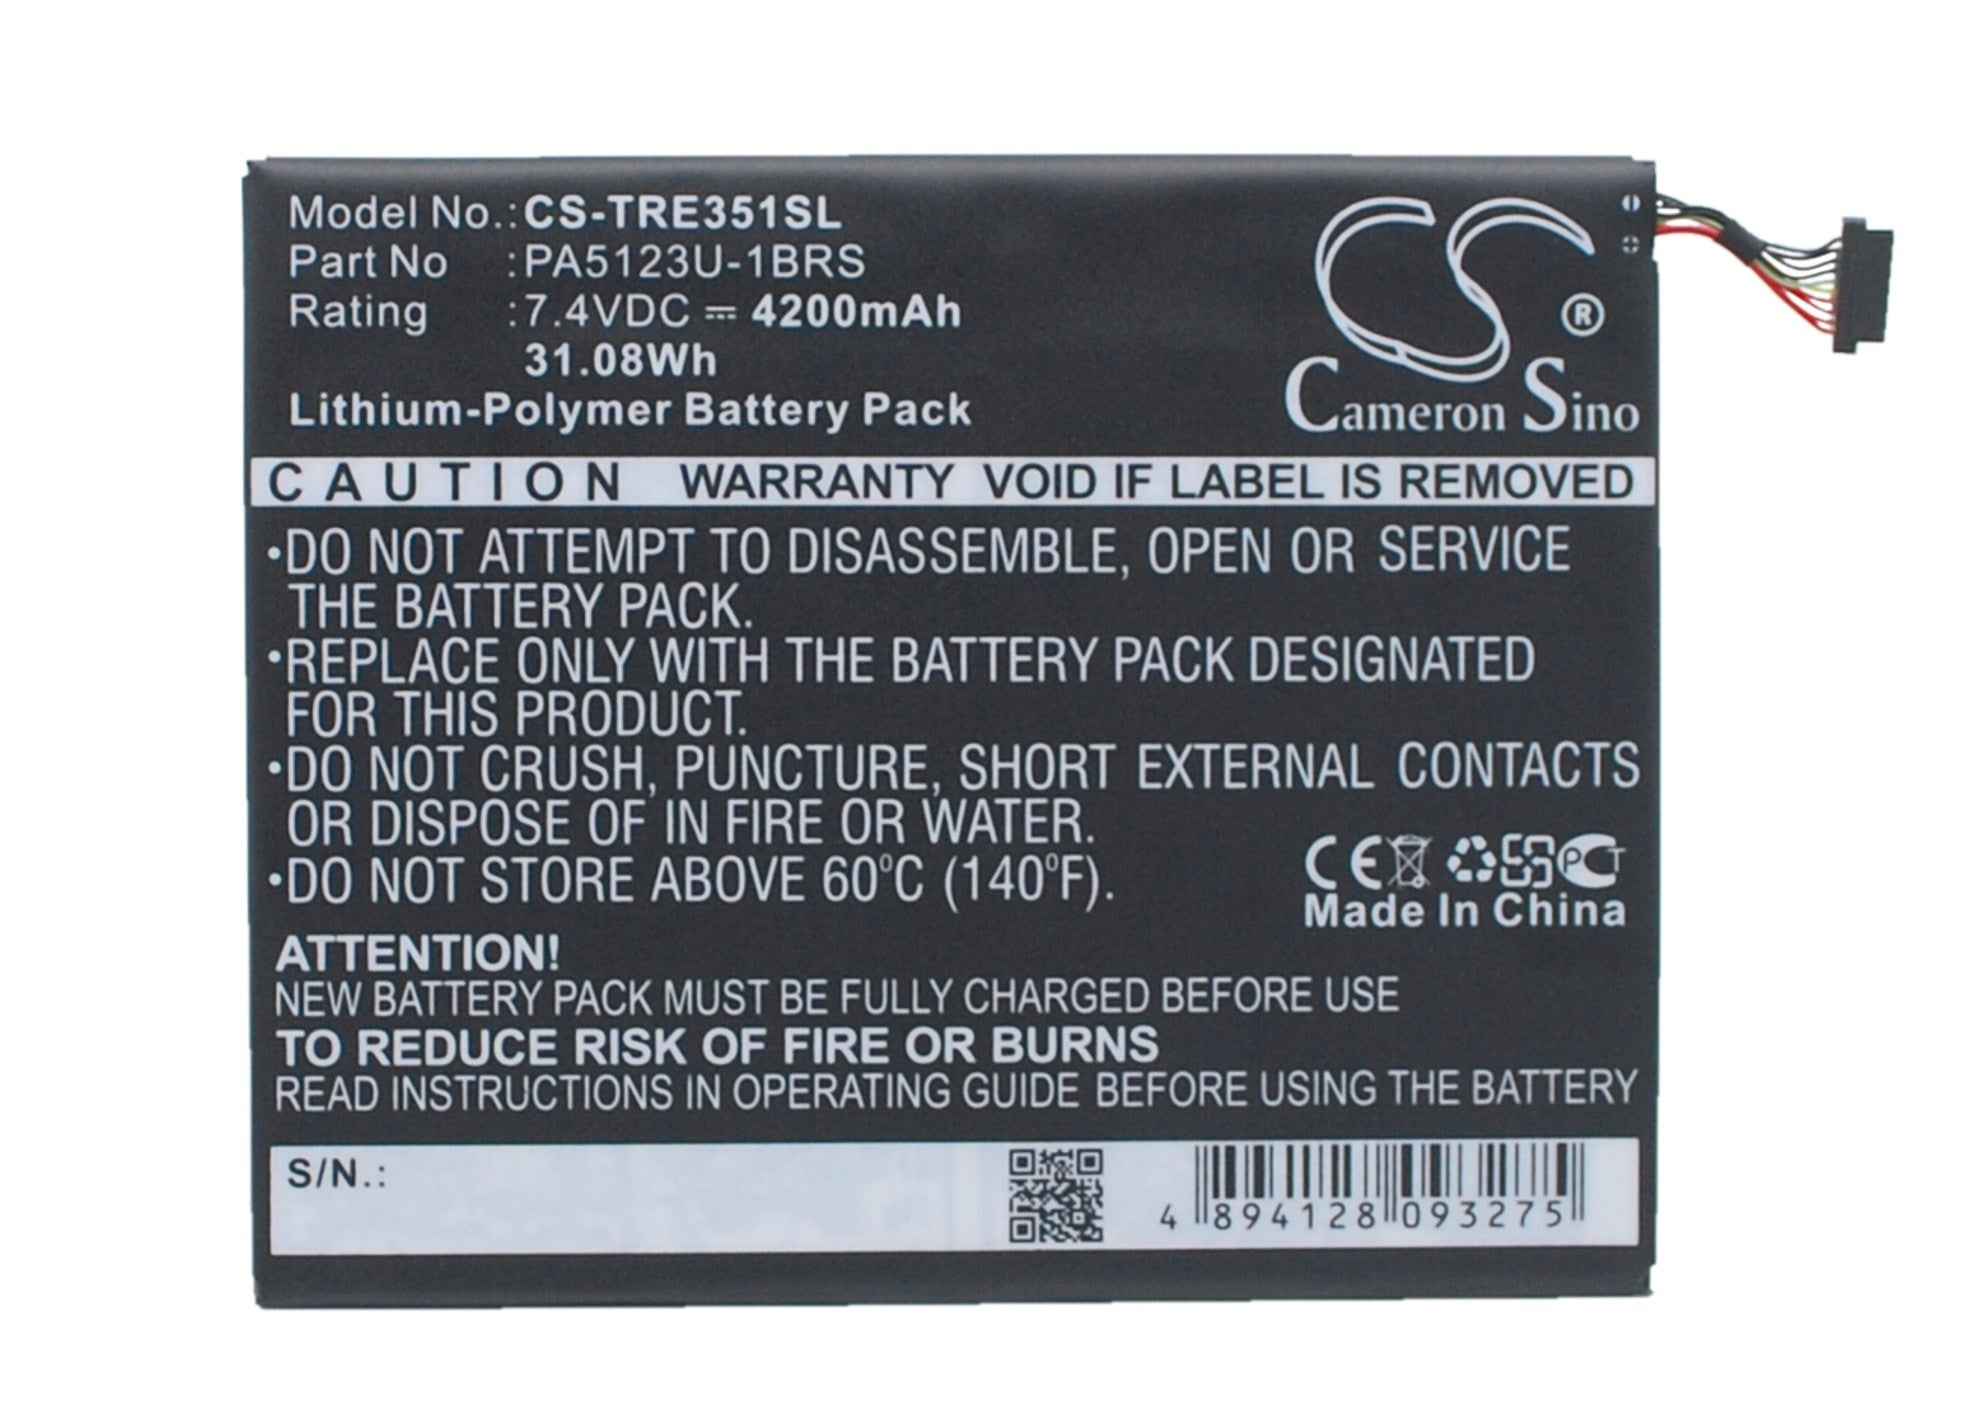 Model No.: CS-TRE351SL
Part No : PA5123U-1BRS
Rating : 7.4VDC ⎓ 4200mAh
31.08Wh
Lithium-Polymer Battery Pack
CS
®
Cameron Sino
CAUTION WARRANTY VOID IF LABEL IS REMOVED
•DO NOT ATTEMPT TO DISASSEMBLE, OPEN OR SERVICE
THE BATTERY PACK.
•REPLACE ONLY WITH THE BATTERY PACK DESIGNATED
FOR THIS PRODUCT.
•DO NOT CRUSH, PUNCTURE, SHORT EXTERNAL CONTACTS
OR DISPOSE OF IN FIRE OR WATER.
•DO NOT STORE ABOVE 60°C (140°F).
CE PCT
Made In China
ATTENTION!
NEW BATTERY PACK MUST BE FULLY CHARGED BEFORE USE
TO REDUCE RISK OF FIRE OR BURNS
READ INSTRUCTIONS IN OPERATING GUIDE BEFORE USING THE BATTERY
S/N.:
4 894128 093275